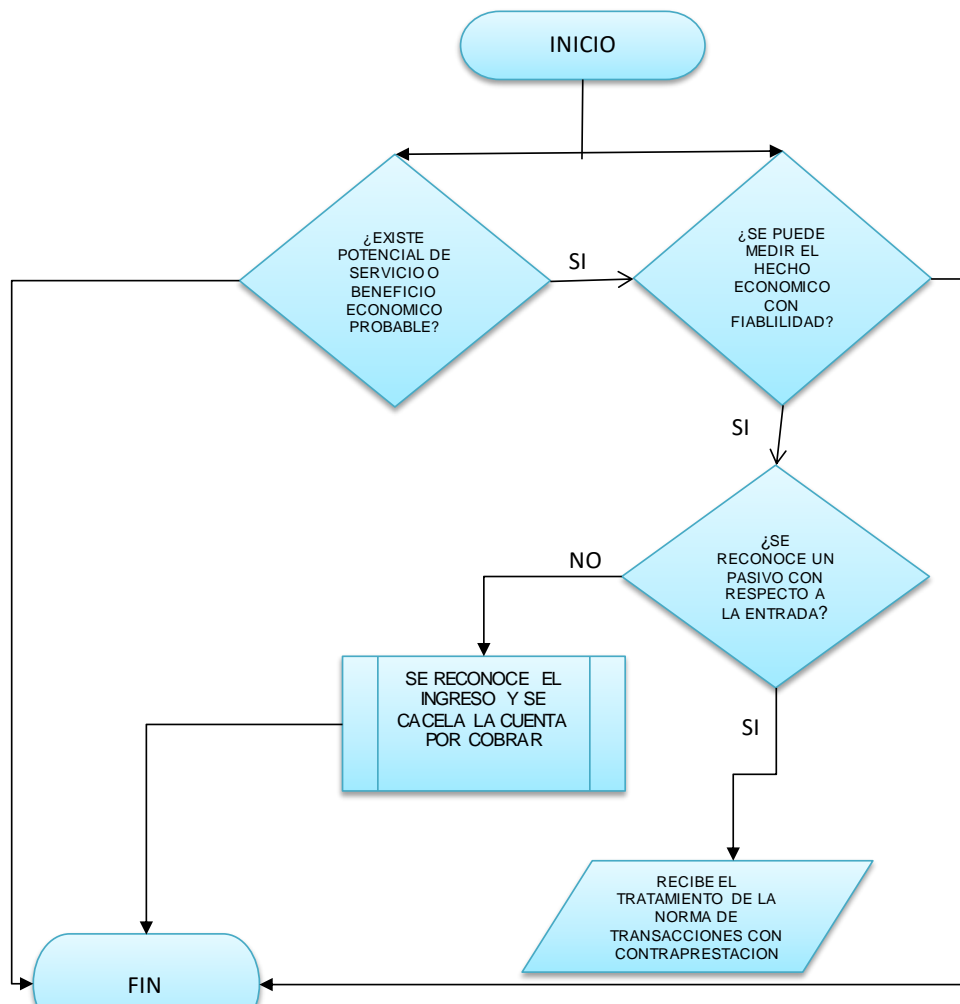 INICIO
¿EXISTE
POTENCIAL DE
SERVICIO O
BENEFICIO
ECONOMICO
PROBABLE?
SI
¿SE PUEDE
MEDIR EL
HECHO
ECONOMICO
CON
FIABLILIDAD?
SI
¿SE
RECONOCE UN
PASIVO CON
RESPECTO A
LA ENTRADA?
NO
SE RECONOCE EL
INGRESO Y SE
CACELA LA CUENTA
POR COBRAR
SI
RECIBE EL
TRATAMIENTO DE LA
NORMA DE
TRANSACCIONES CON
CONTRAPRESTACION
FIN